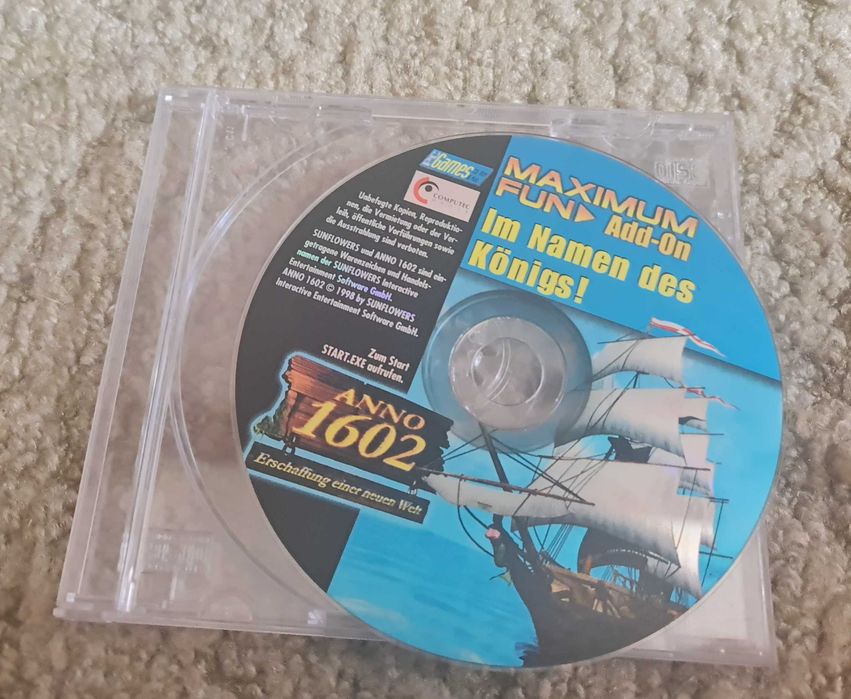 Games
COMPUTEC
Unbefugte Kopien, Reproduktio-
nen, die Vermietung oder der Ver-
leih, öffentliche Vorführungen sowie
die Ausstrahlung sind verboten.
SUNFLOWERS und ANNO 1602 sind ein-
getragene Warenzeichen und Handels-
namen der SUNFLOWERS Interactive
Entertainment Software GmbH.
ANNO 1602 © 1998 by SUNFLOWERS
Interactive Entertainment Software GmbH.
Zum Start
START.EXE aufrufen.
ANNO
1602
Erschaffung einer neuen Welt
MAXIMUM
FUN Add-On
Im Namen des
Königs!